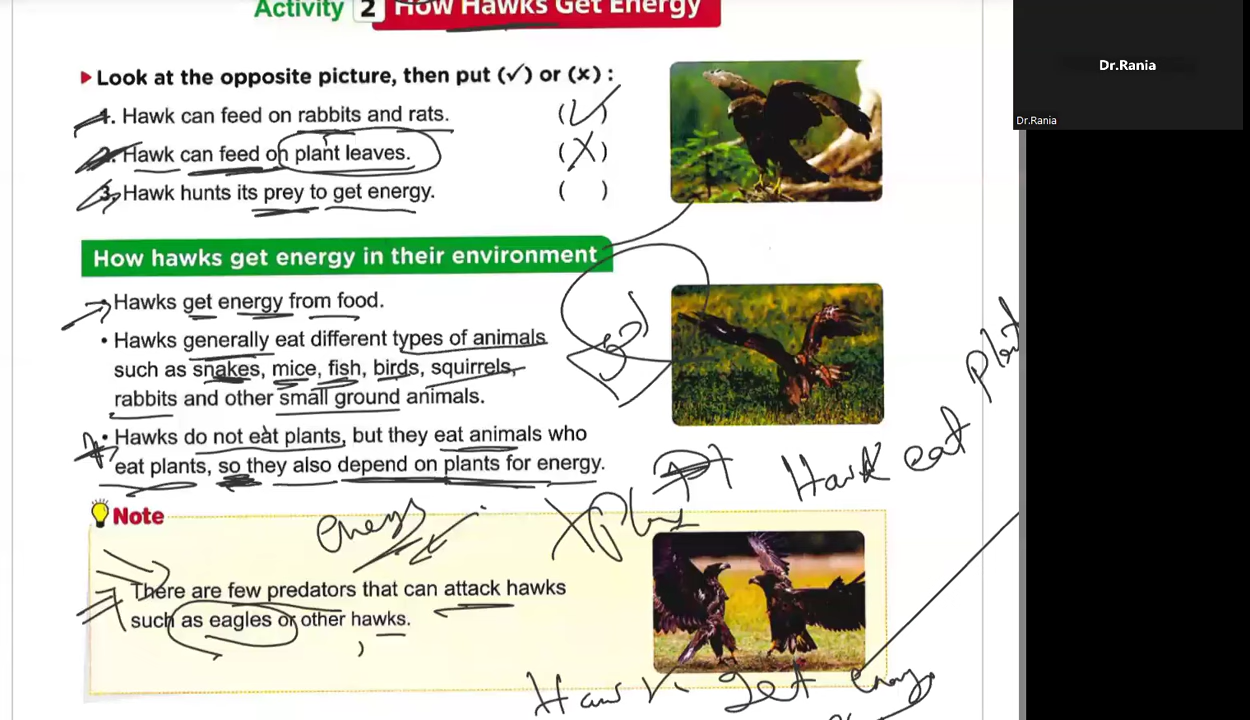 Activity 2 How Hawks Get Energy
Dr.Rania
Dr.Rania
▶ Look at the opposite picture, then put (✓) or (x) :
1. Hawk can feed on rabbits and rats. (✓)
2. Hawk can feed on plant leaves. (X)
3. Hawk hunts its prey to get energy. ( )
How hawks get energy in their environment
Hawks get energy from food.
• Hawks generally eat different types of animals
such as snakes, mice, fish, birds, squirrels,
rabbits and other small ground animals.
• Hawks do not eat plants, but they eat animals who
eat plants, so they also depend on plants for energy.
Hawk eat
Note
energy
There are few predators that can attack hawks
such as eagles or other hawks.
get energy